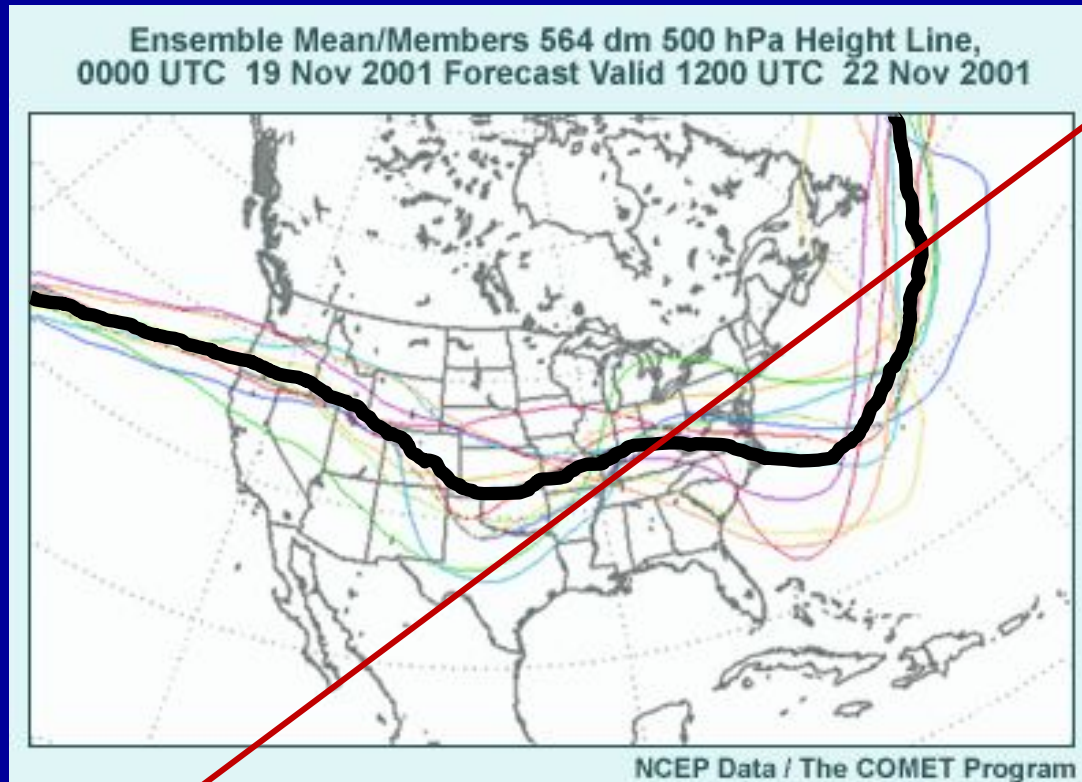 Ensemble Mean/Members 564 dm 500 hPa Height Line,
0000 UTC 19 Nov 2001 Forecast Valid 1200 UTC 22 Nov 2001
NCEP Data / The COMET Program